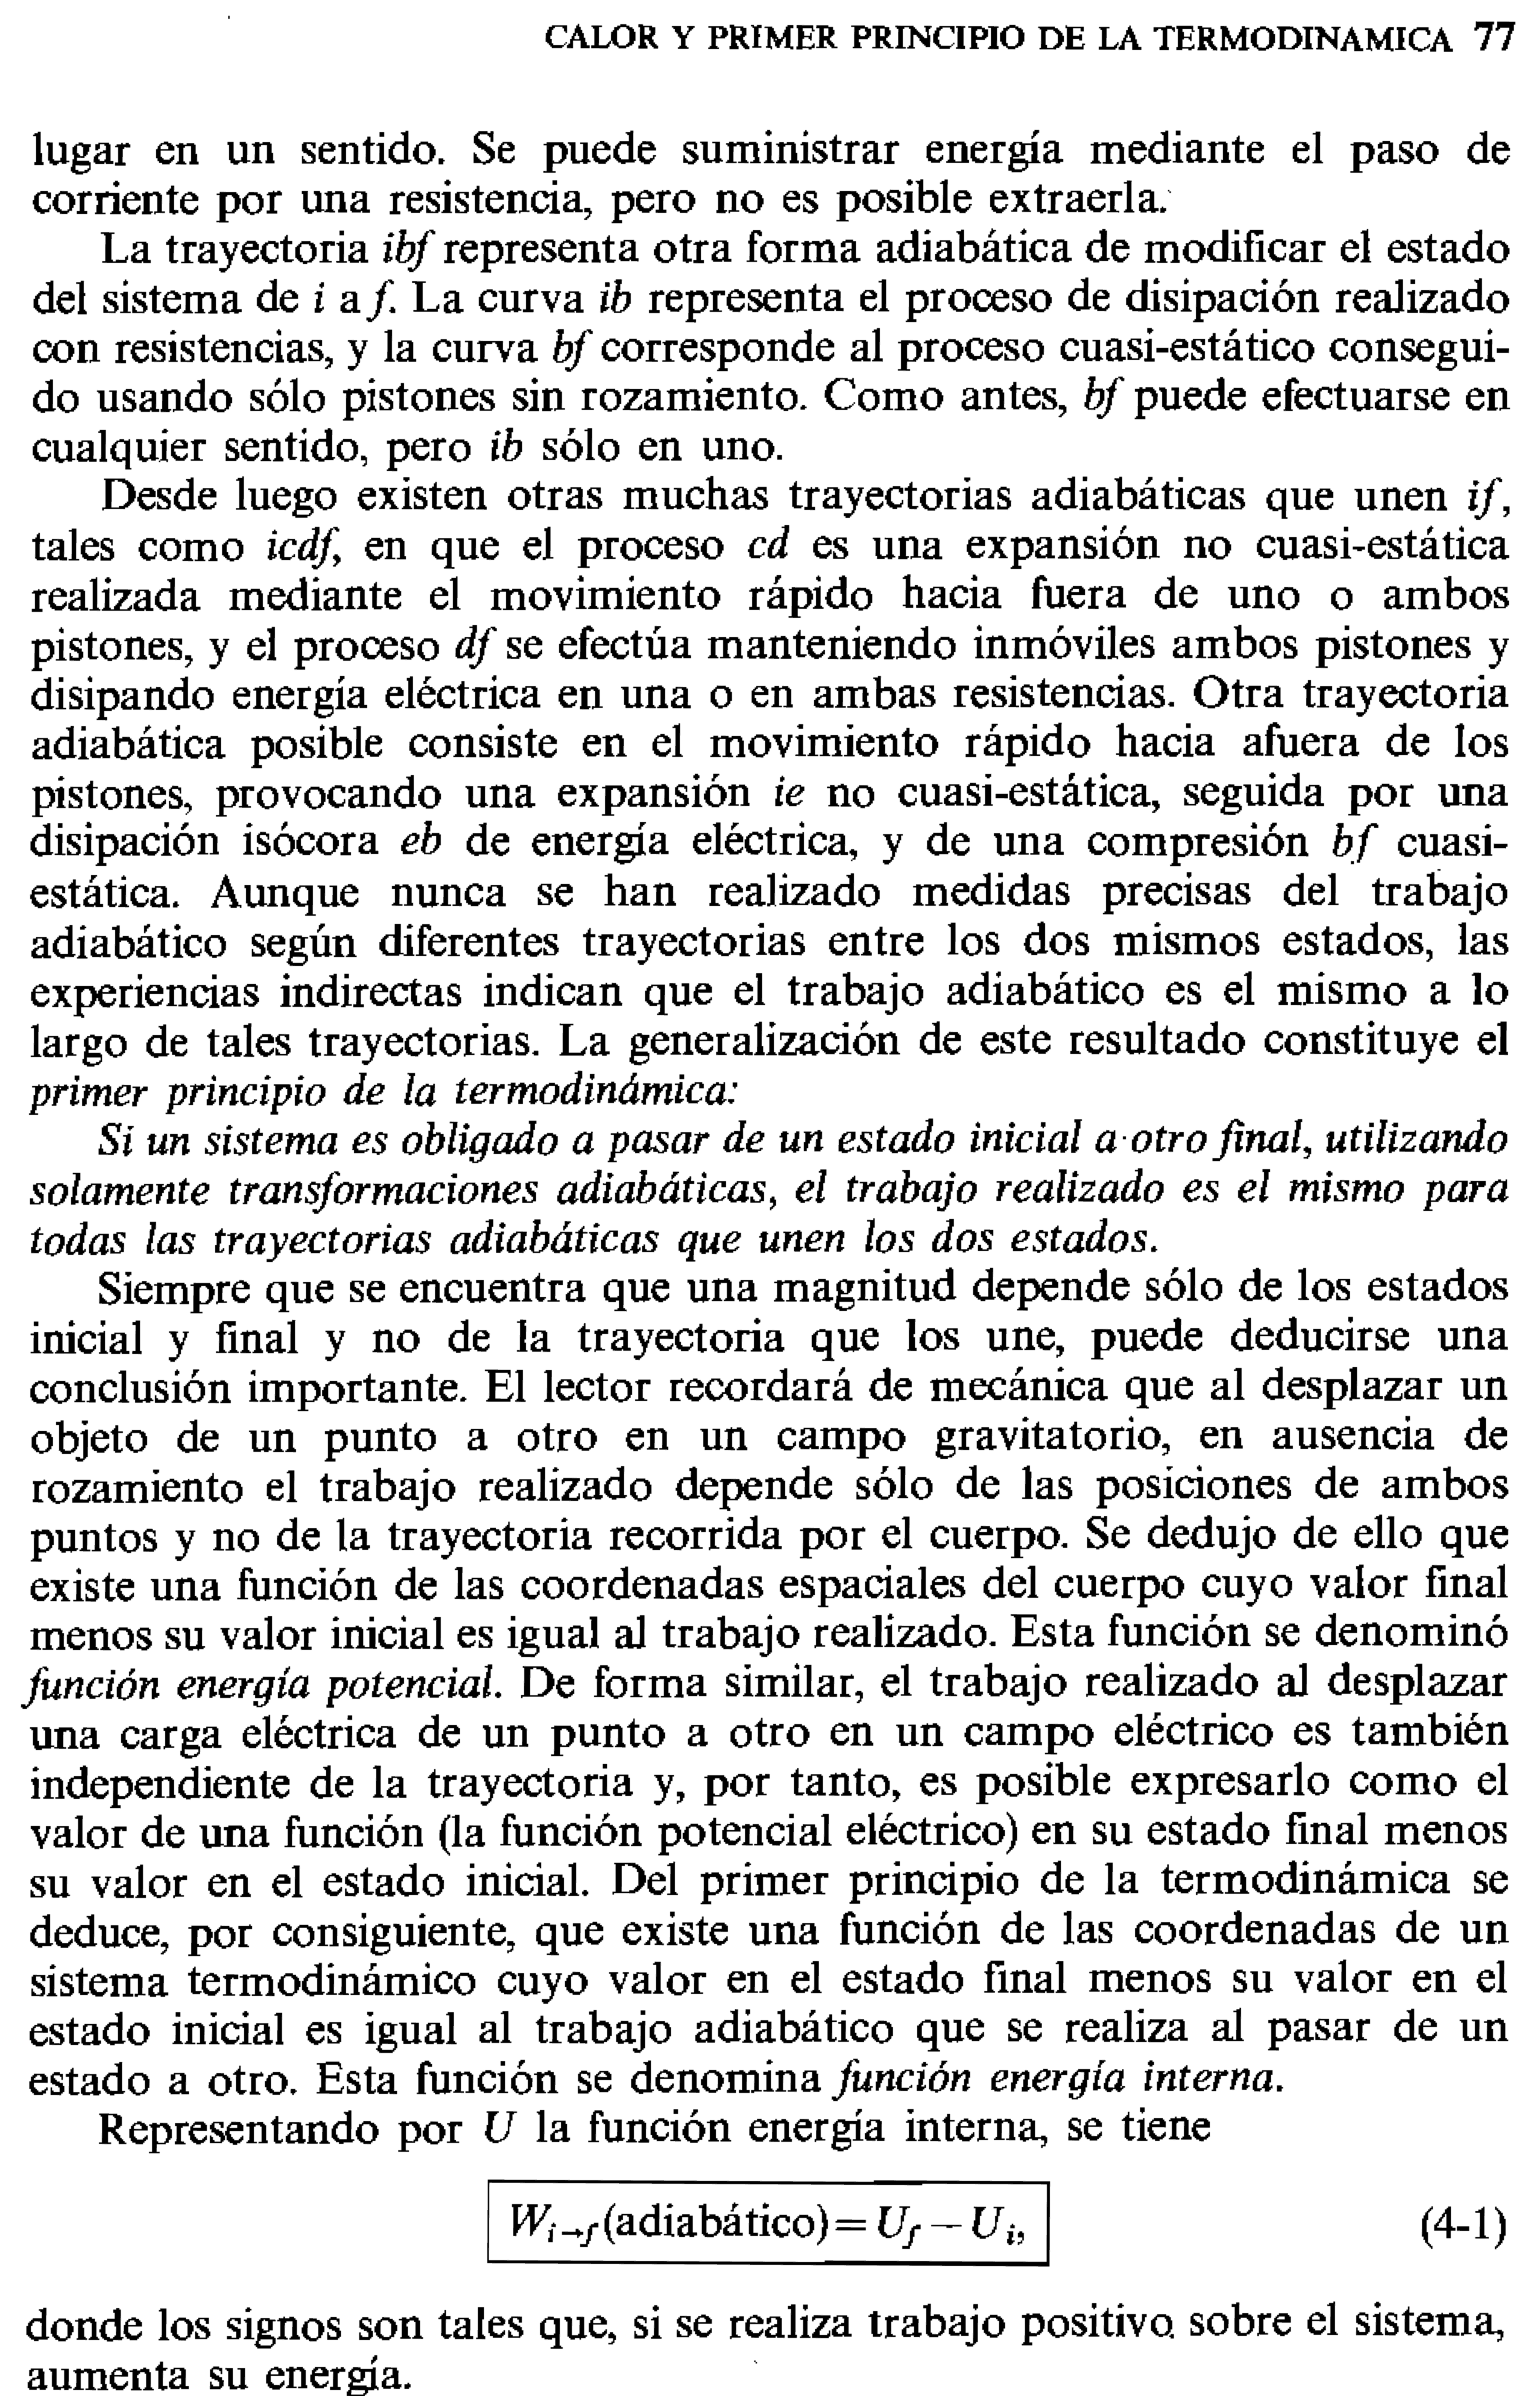 CALOR Y PRIMER PRINCIPIO DE LA TERMODINAMICA 77
lugar en un sentido. Se puede suministrar energía mediante el paso de
corriente por una resistencia, pero no es posible extraerla.
La trayectoria ibf representa otra forma adiabática de modificar el estado
del sistema de i a f. La curva ib representa el proceso de disipación realizado
con resistencias, y la curva bf corresponde al proceso cuasi-estático consegui-
do usando sólo pistones sin rozamiento. Como antes, bf puede efectuarse en
cualquier sentido, pero ib sólo en uno.
Desde luego existen otras muchas trayectorias adiabáticas que unen if,
tales como icdf, en que el proceso cd es una expansión no cuasi-estática
realizada mediante el movimiento rápido hacia fuera de uno o ambos
pistones, y el proceso df se efectúa manteniendo inmóviles ambos pistones y
disipando energía eléctrica en una o en ambas resistencias. Otra trayectoria
adiabática posible consiste en el movimiento rápido hacia afuera de los
pistones, provocando una expansión ie no cuasi-estática, seguida por una
disipación isócora eb de energía eléctrica, y de una compresión bf cuasi-
estática. Aunque nunca se han realizado medidas precisas del trabajo
adiabático según diferentes trayectorias entre los dos mismos estados, las
experiencias indirectas indican que el trabajo adiabático es el mismo a lo
largo de tales trayectorias. La generalización de este resultado constituye el
primer principio de la termodinámica:
Si un sistema es obligado a pasar de un estado inicial a otro final, utilizando
solamente transformaciones adiabáticas, el trabajo realizado es el mismo para
todas las trayectorias adiabáticas que unen los dos estados.
Siempre que se encuentra que una magnitud depende sólo de los estados
inicial y final y no de la trayectoria que los une, puede deducirse una
conclusión importante. El lector recordará de mecánica que al desplazar un
objeto de un punto a otro en un campo gravitatorio, en ausencia de
rozamiento el trabajo realizado depende sólo de las posiciones de ambos
puntos y no de la trayectoria recorrida por el cuerpo. Se dedujo de ello que
existe una función de las coordenadas espaciales del cuerpo cuyo valor final
menos su valor inicial es igual al trabajo realizado. Esta función se denominó
función energía potencial. De forma similar, el trabajo realizado al desplazar
una carga eléctrica de un punto a otro en un campo eléctrico es también
independiente de la trayectoria y, por tanto, es posible expresarlo como el
valor de una función (la función potencial eléctrico) en su estado final menos
su valor en el estado inicial. Del primer principio de la termodinámica se
deduce, por consiguiente, que existe una función de las coordenadas de un
sistema termodinámico cuyo valor en el estado final menos su valor en el
estado inicial es igual al trabajo adiabático que se realiza al pasar de un
estado a otro. Esta función se denomina función energía interna.
Representando por U la función energía interna, se tiene
W_{i→f}(adiabático) = U_f − U_i, (4-1)
donde los signos son tales que, si se realiza trabajo positivo sobre el sistema,
aumenta su energía.